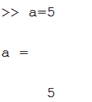 >> a=5
a =
5